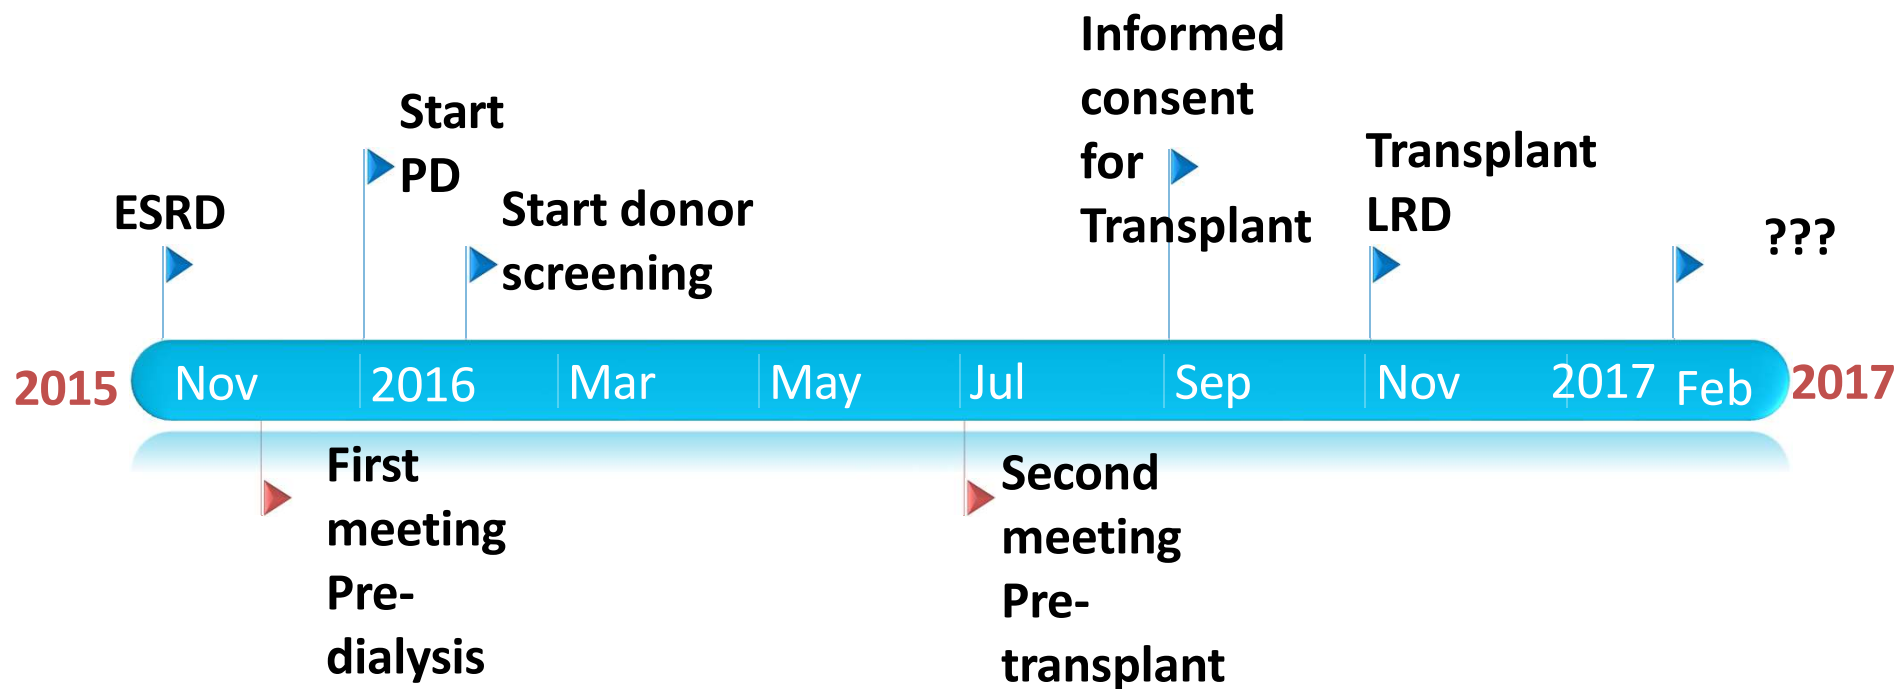 Informed
consent
for
Transplant
Start
PD
Transplant
LRD
ESRD
Start donor
screening
???
2015
Nov
2016
Mar
May
Jul
Sep
Nov
2017
Feb
2017
First
meeting
Pre-
dialysis
Second
meeting
Pre-
transplant